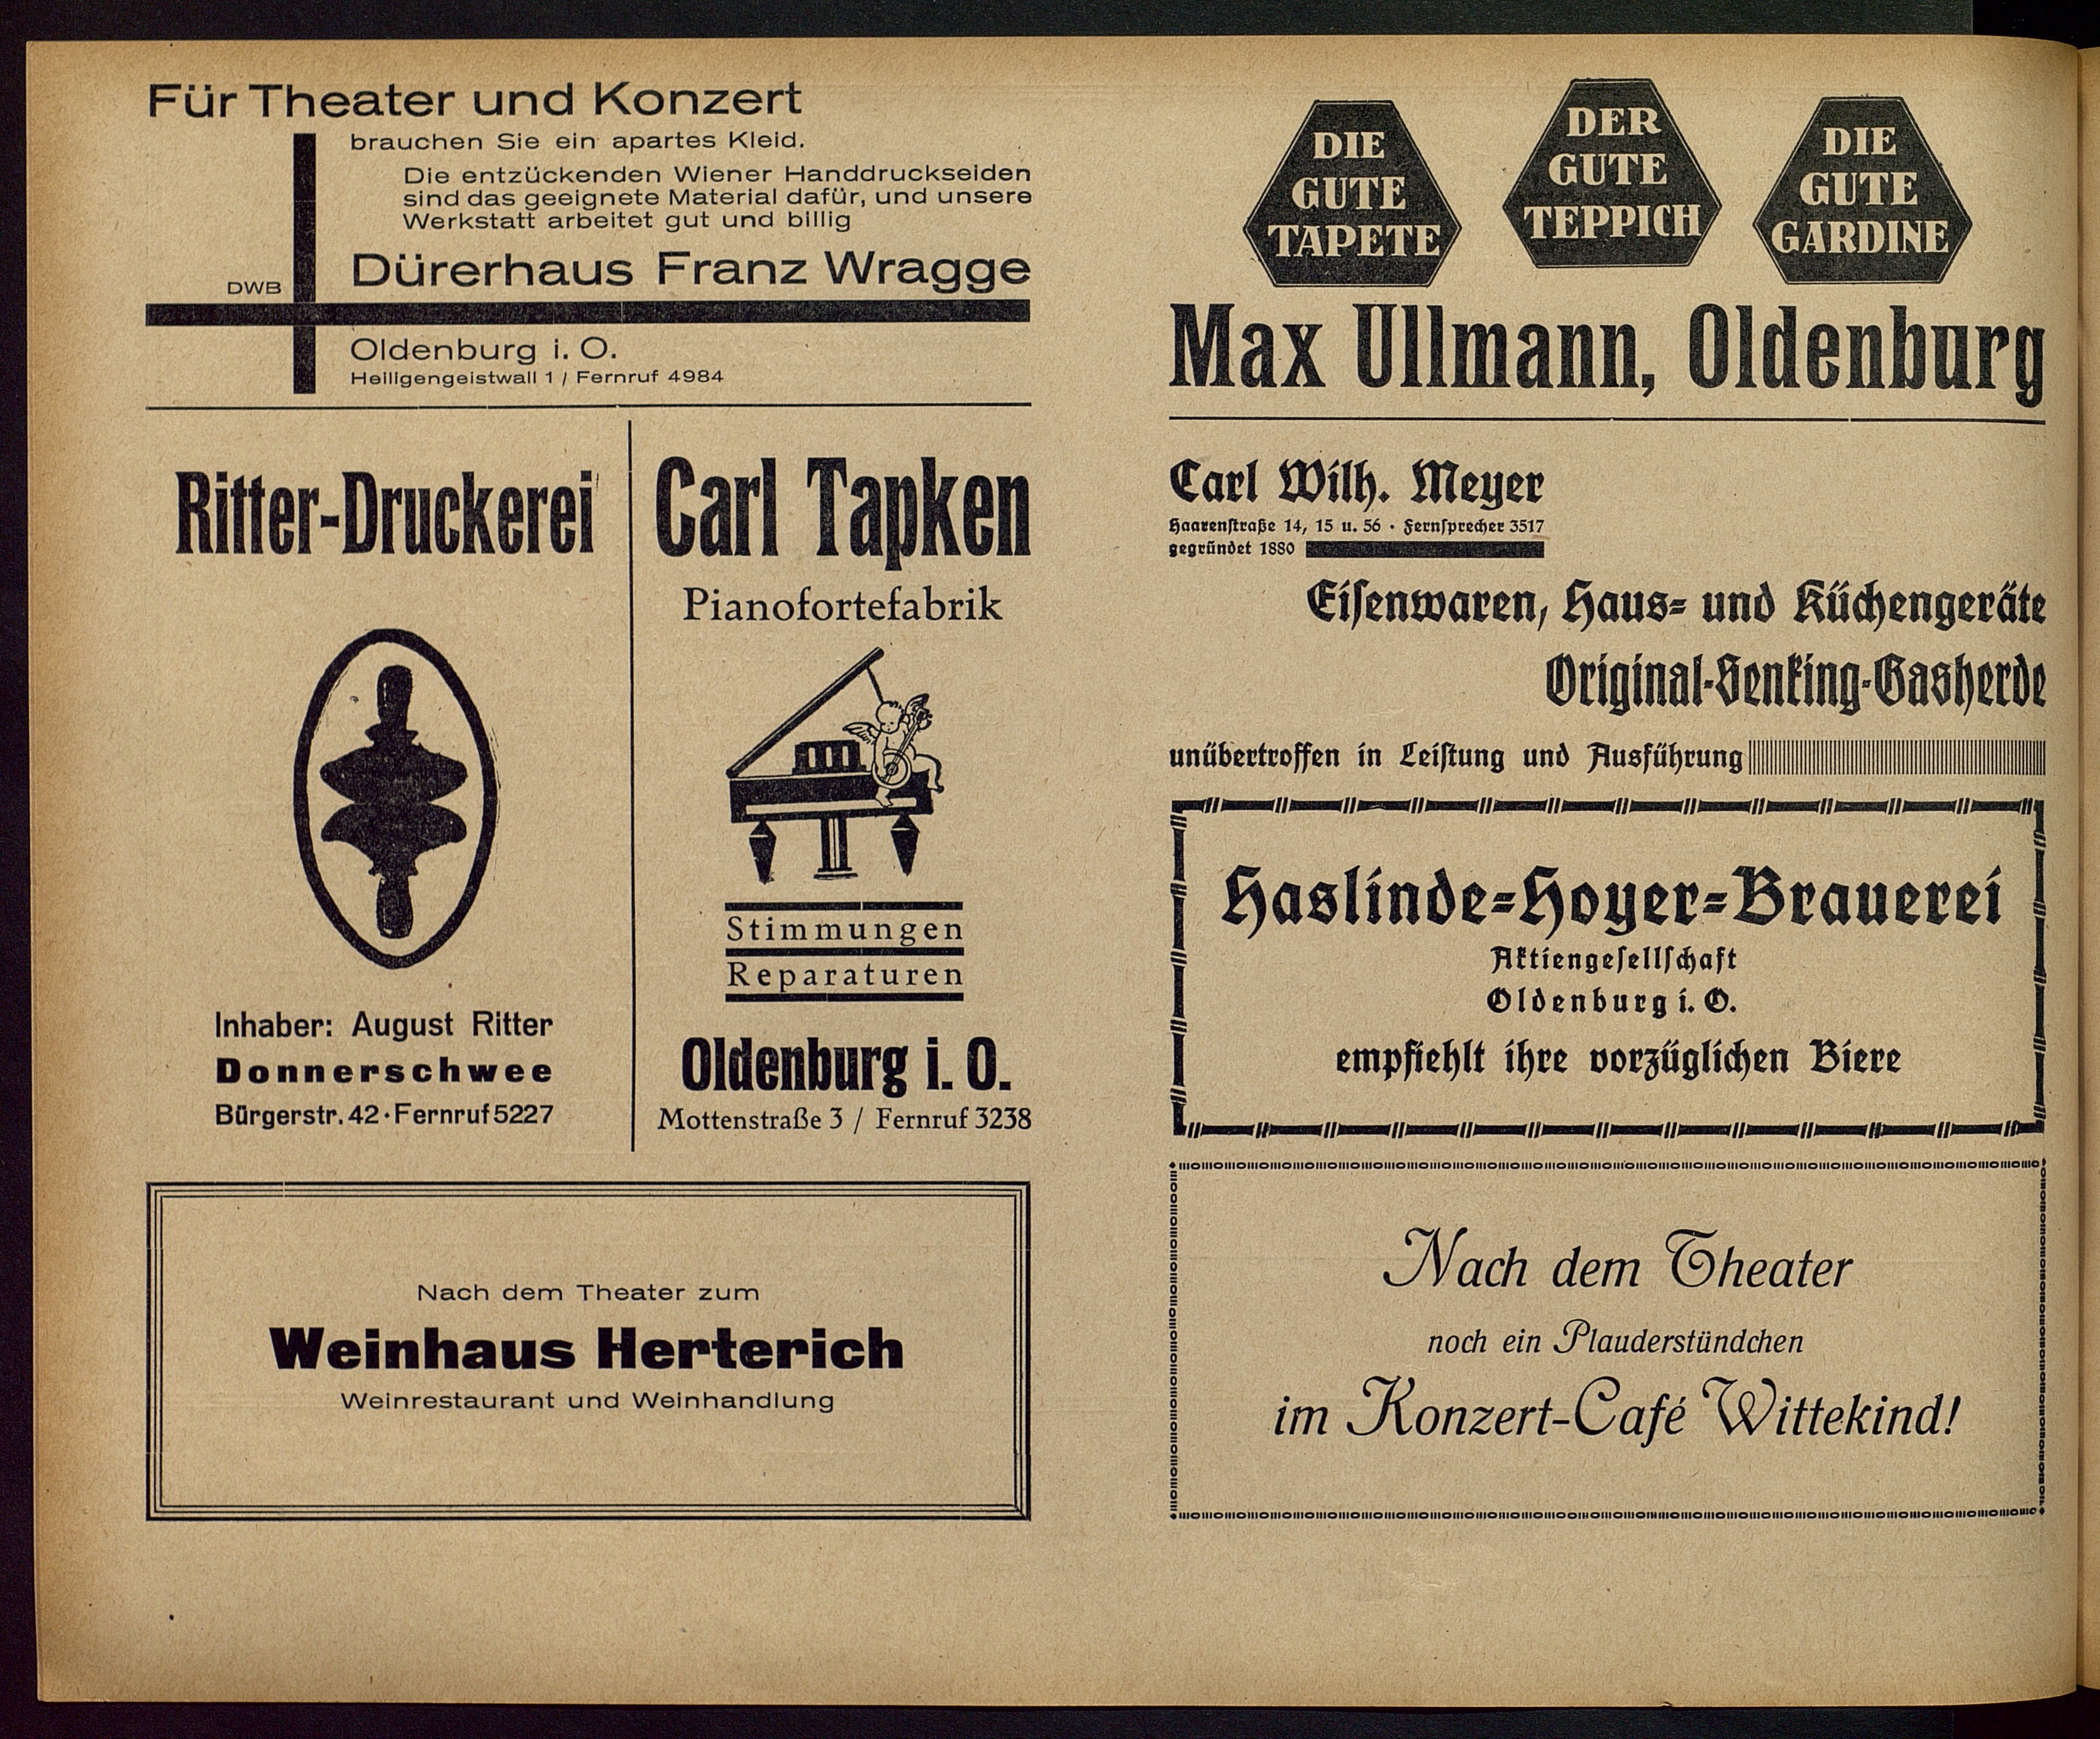 Für Theater und Konzert
brauchen Sie ein apartes Kleid.
Die entzückenden Wiener Handdruckseiden
sind das geeignete Material dafür, und unsere
Werkstatt arbeitet gut und billig
DWB
Dürerhaus Franz Wragge
Oldenburg i. O.
Heiligengeistwall 1 / Fernruf 4984
Ritter-Druckerei
Inhaber: August Ritter
Donnerschwee
Bürgerstr. 42 · Fernruf 5227
Carl Tapken
Pianofortefabrik
Stimmungen
Reparaturen
Oldenburg i. O.
Mottenstraße 3 / Fernruf 3238
Nach dem Theater zum
Weinhaus Herterich
Weinrestaurant und Weinhandlung
DIE
GUTE
TAPETE
DER
GUTE
TEPPICH
DIE
GUTE
GARDINE
Max Ullmann, Oldenburg
Carl Wilh. Meyer
Haarenſtraße 14, 15 u. 56 · Fernſprecher 3517
gegründet 1880
Eiſenwaren, Haus- und Küchengeräte
Original-Senking-Gasherde
unübertroffen in Leiſtung und Ausführung
Haslinde-Hoyer-Brauerei
Aktiengeſellſchaft
Oldenburg i. O.
empfiehlt ihre vorzüglichen Biere
Nach dem Theater
noch ein Plauderstündchen
im Konzert-Café Wittekind!